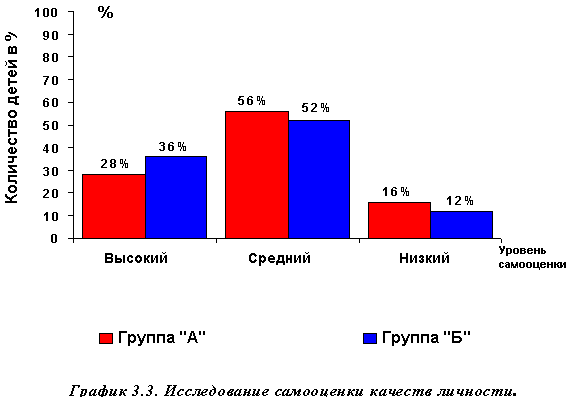 %
Количество детей в %
100
90
80
70
60
50
40
30
20
10
0
28%
36%
56%
52%
16%
12%
Высокий
Средний
Низкий
Уровень
самооценки
Группа "А"
Группа "Б"
График 3.3. Исследование самооценки качеств личности.